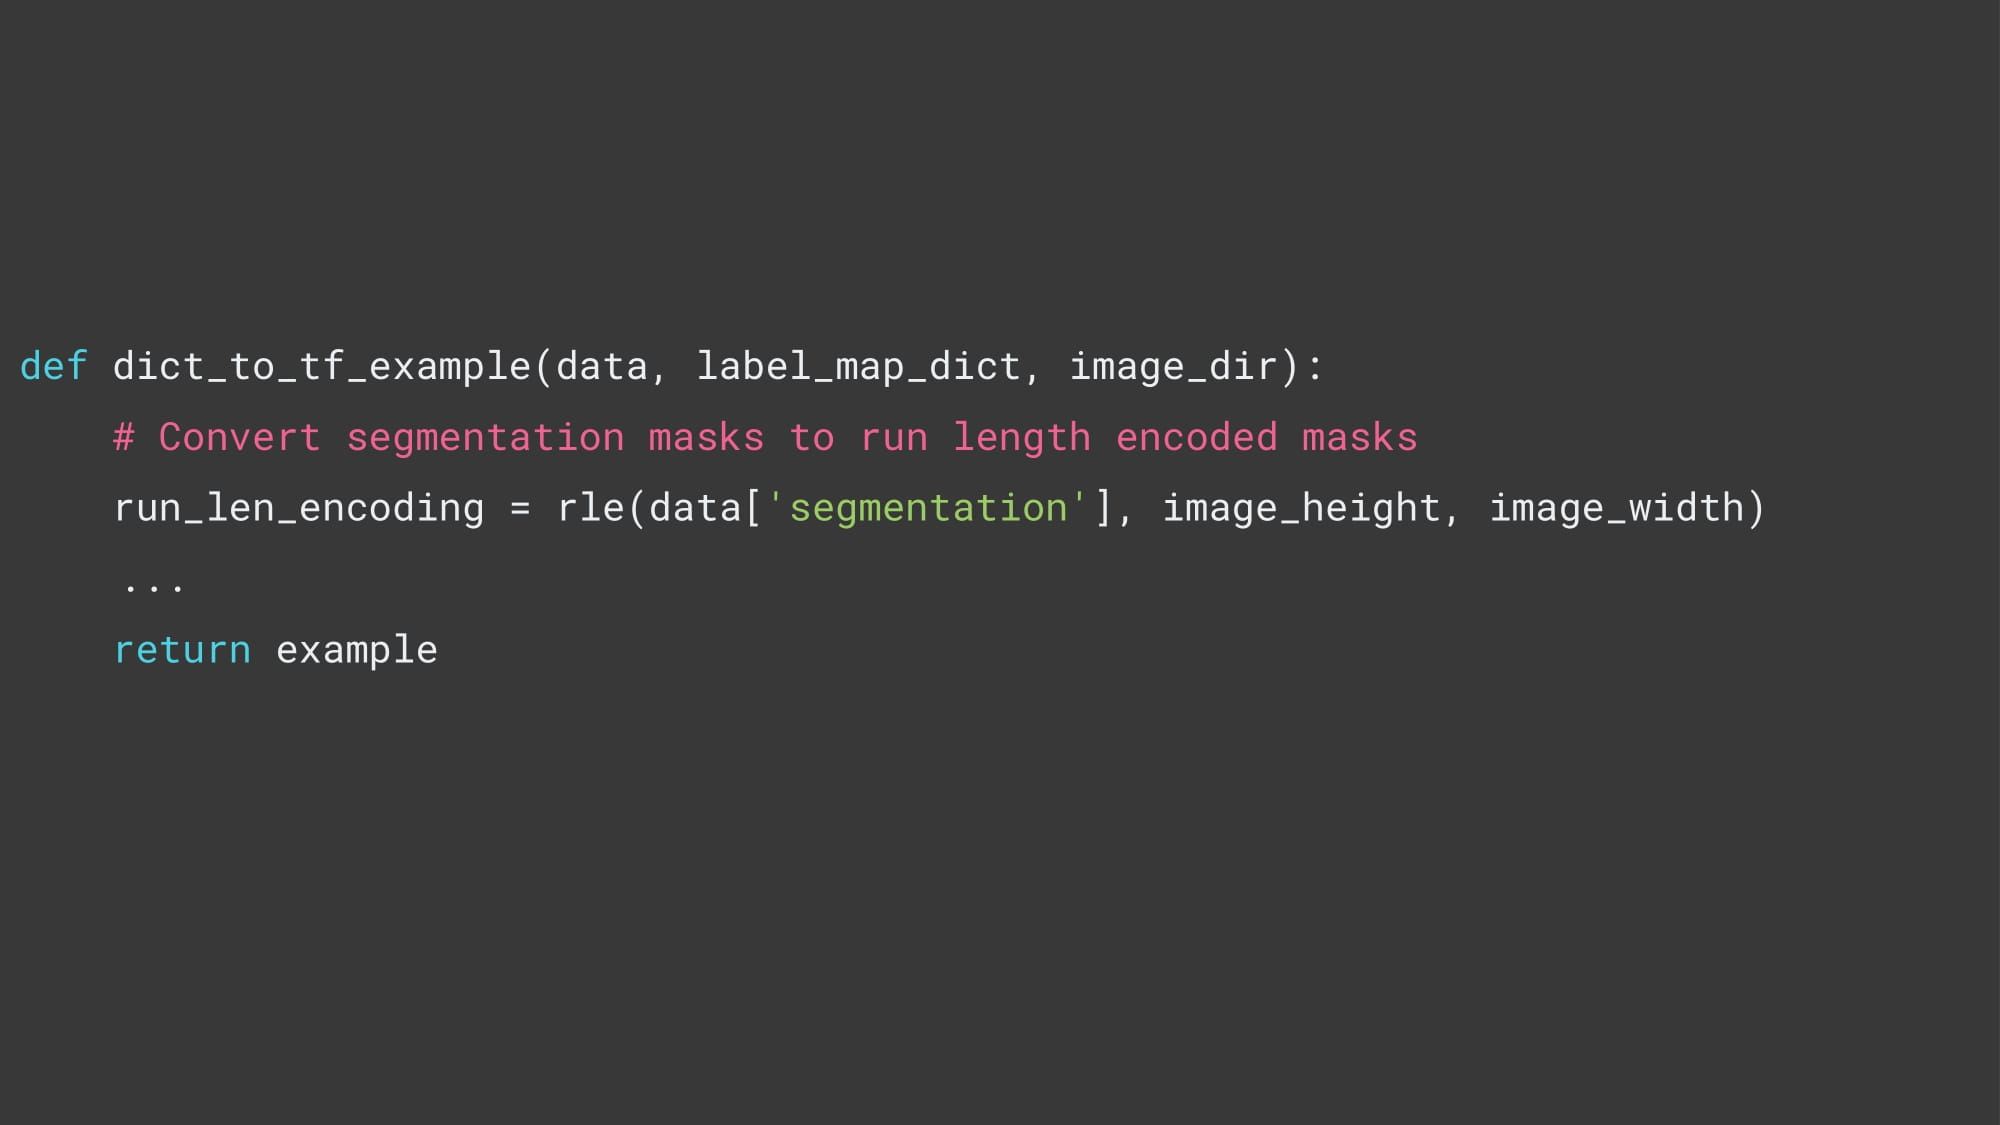 def dict_to_tf_example(data, label_map_dict, image_dir):
    # Convert segmentation masks to run length encoded masks
    run_len_encoding = rle(data['segmentation'], image_height, image_width)
    ...
    return example